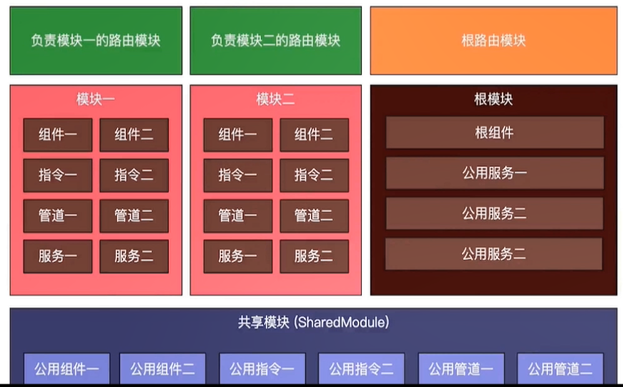 负责模块一的路由模块
负责模块二的路由模块
根路由模块
模块一
组件一 组件二
指令一 指令二
管道一 管道二
服务一 服务二
模块二
组件一 组件二
指令一 指令二
管道一 管道二
服务一 服务二
根模块
根组件
公用服务一
公用服务二
公用服务二
共享模块 (SharedModule)
公用组件一 公用组件二 公用指令一 公用指令二 公用管道一 公用管道二